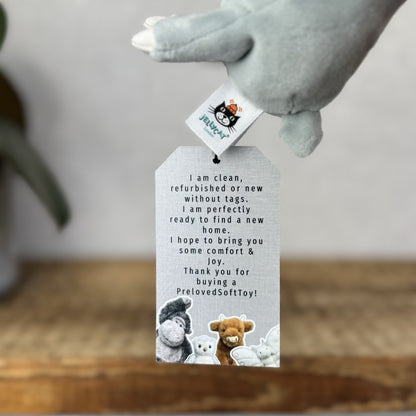 JELLYCAT
I am clean,
refurbished or new
without tags.
I am perfectly
ready to find a new
home.
I hope to bring you
some comfort &
Joy.
Thank you for
buying a
PrelovedSoftToy!